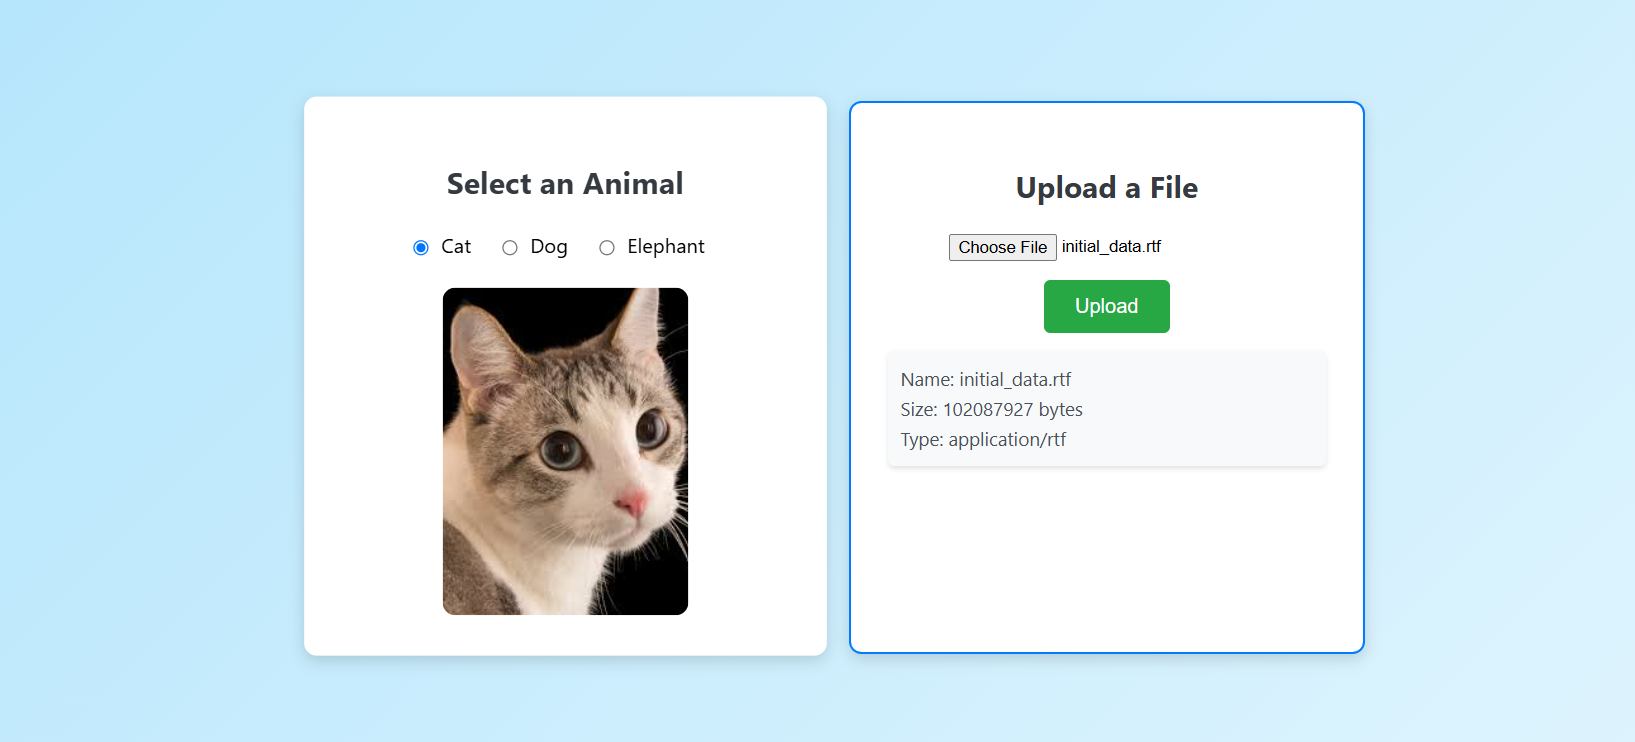 Select an Animal
Cat Dog Elephant
Upload a File
Choose File initial_data.rtf
Upload
Name: initial_data.rtf
Size: 102087927 bytes
Type: application/rtf